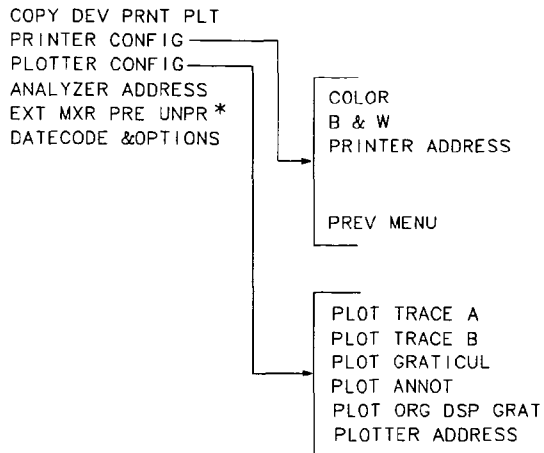 COPY DEV PRNT PLT
PRINTER CONFIG
PLOTTER CONFIG
ANALYZER ADDRESS
EXT MXR PRE UNPR *
DATECODE &OPTIONS
COLOR
B & W
PRINTER ADDRESS
PREV MENU
PLOT TRACE A
PLOT TRACE B
PLOT GRATICUL
PLOT ANNOT
PLOT ORG DSP GRAT
PLOTTER ADDRESS